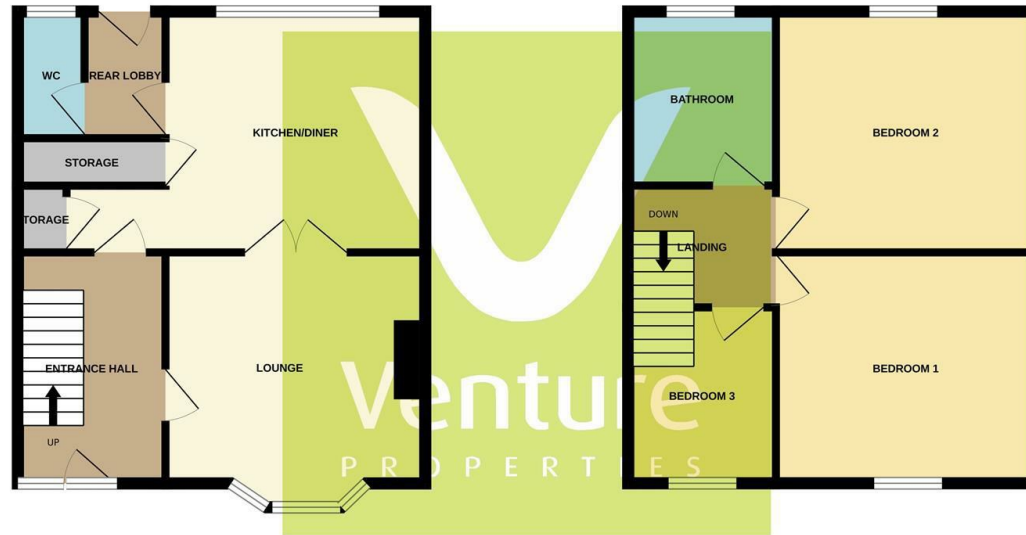 WC
REAR LOBBY
KITCHEN/DINER
STORAGE
TORAGE
ENTRANCE HALL
UP
LOUNGE
BATHROOM
BEDROOM 2
DOWN
LANDING
BEDROOM 3
BEDROOM 1
Venture
PROPERTIES